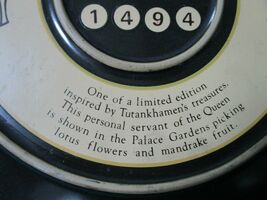 1494
One of a limited edition
inspired by Tutankhamen's treasures.
This personal servant of the Queen
is shown in the Palace Gardens picking
lotus flowers and mandrake fruit.